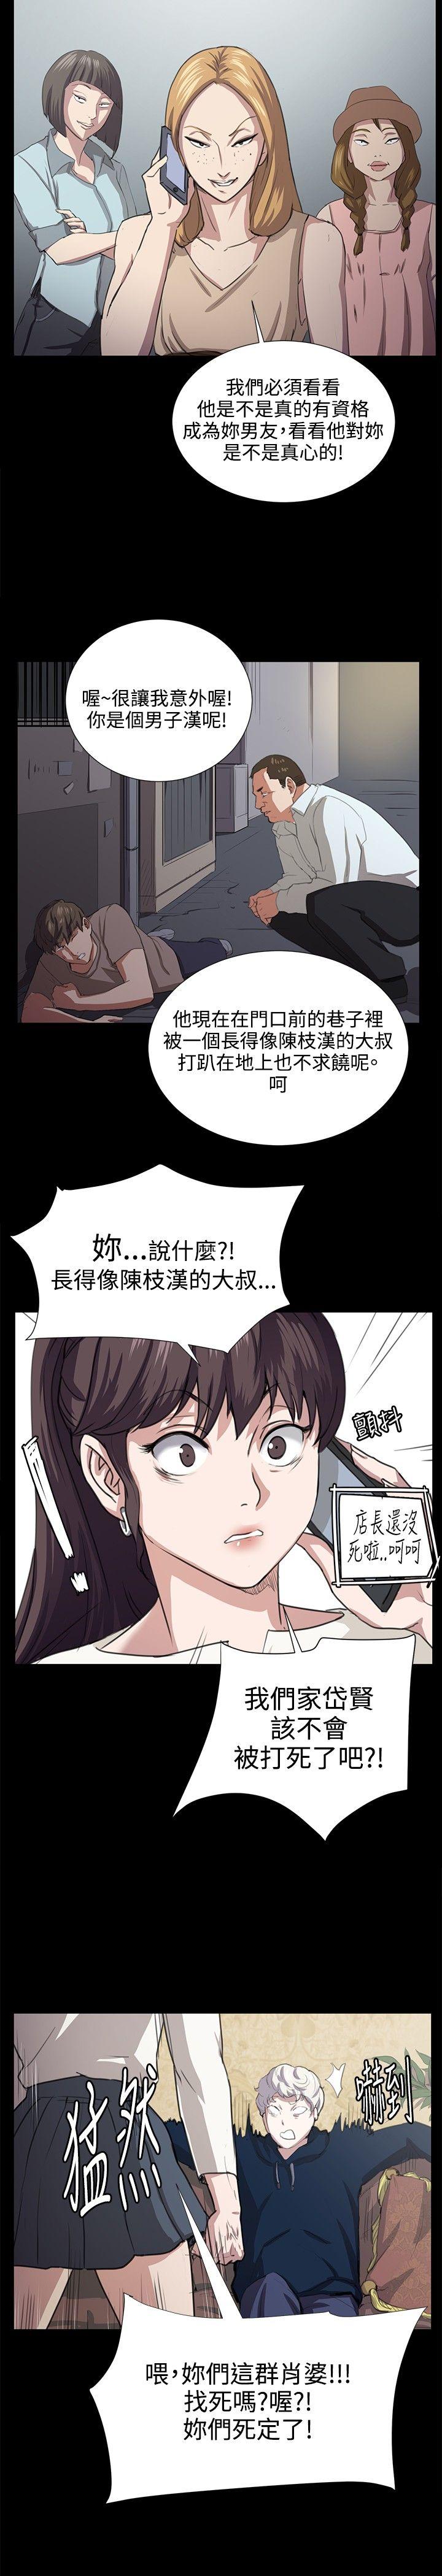 我們必須看看
他是不是真的有資格
成為妳男友,看看他對妳
是不是真心的!
喔~很讓我意外喔!
你是個男子漢呢!
他現在在門口前的巷子裡
被一個長得像陳枝漢的大叔
打趴在地上也不求饒呢。
呵
妳...說什麼?!
長得像陳枝漢的大叔...
顫抖
店長還沒
死啦..呵呵
我們家岱賢
該不會
被打死了吧?!
猛然
嚇到
喂,妳們這群肖婆!!!
找死嗎?喔?!
妳們死定了!